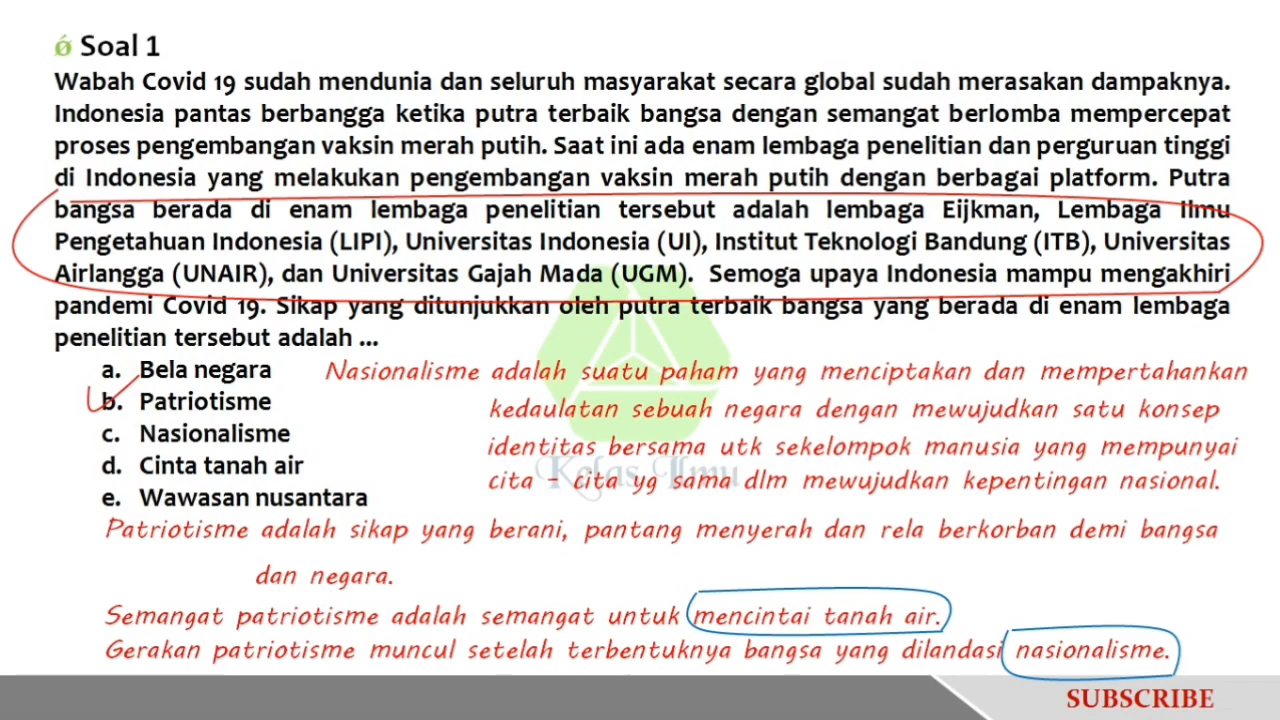 Soal 1
Wabah Covid 19 sudah mendunia dan seluruh masyarakat secara global sudah merasakan dampaknya.
Indonesia pantas berbangga ketika putra terbaik bangsa dengan semangat berlomba mempercepat
proses pengembangan vaksin merah putih. Saat ini ada enam lembaga penelitian dan perguruan tinggi
di Indonesia yang melakukan pengembangan vaksin merah putih dengan berbagai platform. Putra
bangsa berada di enam lembaga penelitian tersebut adalah lembaga Eijkman, Lembaga Ilmu
Pengetahuan Indonesia (LIPI), Universitas Indonesia (UI), Institut Teknologi Bandung (ITB), Universitas
Airlangga (UNAIR), dan Universitas Gajah Mada (UGM). Semoga upaya Indonesia mampu mengakhiri
pandemi Covid 19. Sikap yang ditunjukkan oleh putra terbaik bangsa yang berada di enam lembaga
penelitian tersebut adalah ...
a. Bela negara
b. Patriotisme
c. Nasionalisme
d. Cinta tanah air
e. Wawasan nusantara
Nasionalisme adalah suatu paham yang menciptakan dan mempertahankan
kedaulatan sebuah negara dengan mewujudkan satu konsep
identitas bersama utk sekelompok manusia yang mempunyai
cita - cita yg sama dlm mewujudkan kepentingan nasional.
Kelas Ilmu
Patriotisme adalah sikap yang berani, pantang menyerah dan rela berkorban demi bangsa
dan negara.
Semangat patriotisme adalah semangat untuk mencintai tanah air.
Gerakan patriotisme muncul setelah terbentuknya bangsa yang dilandasi nasionalisme.
SUBSCRIBE